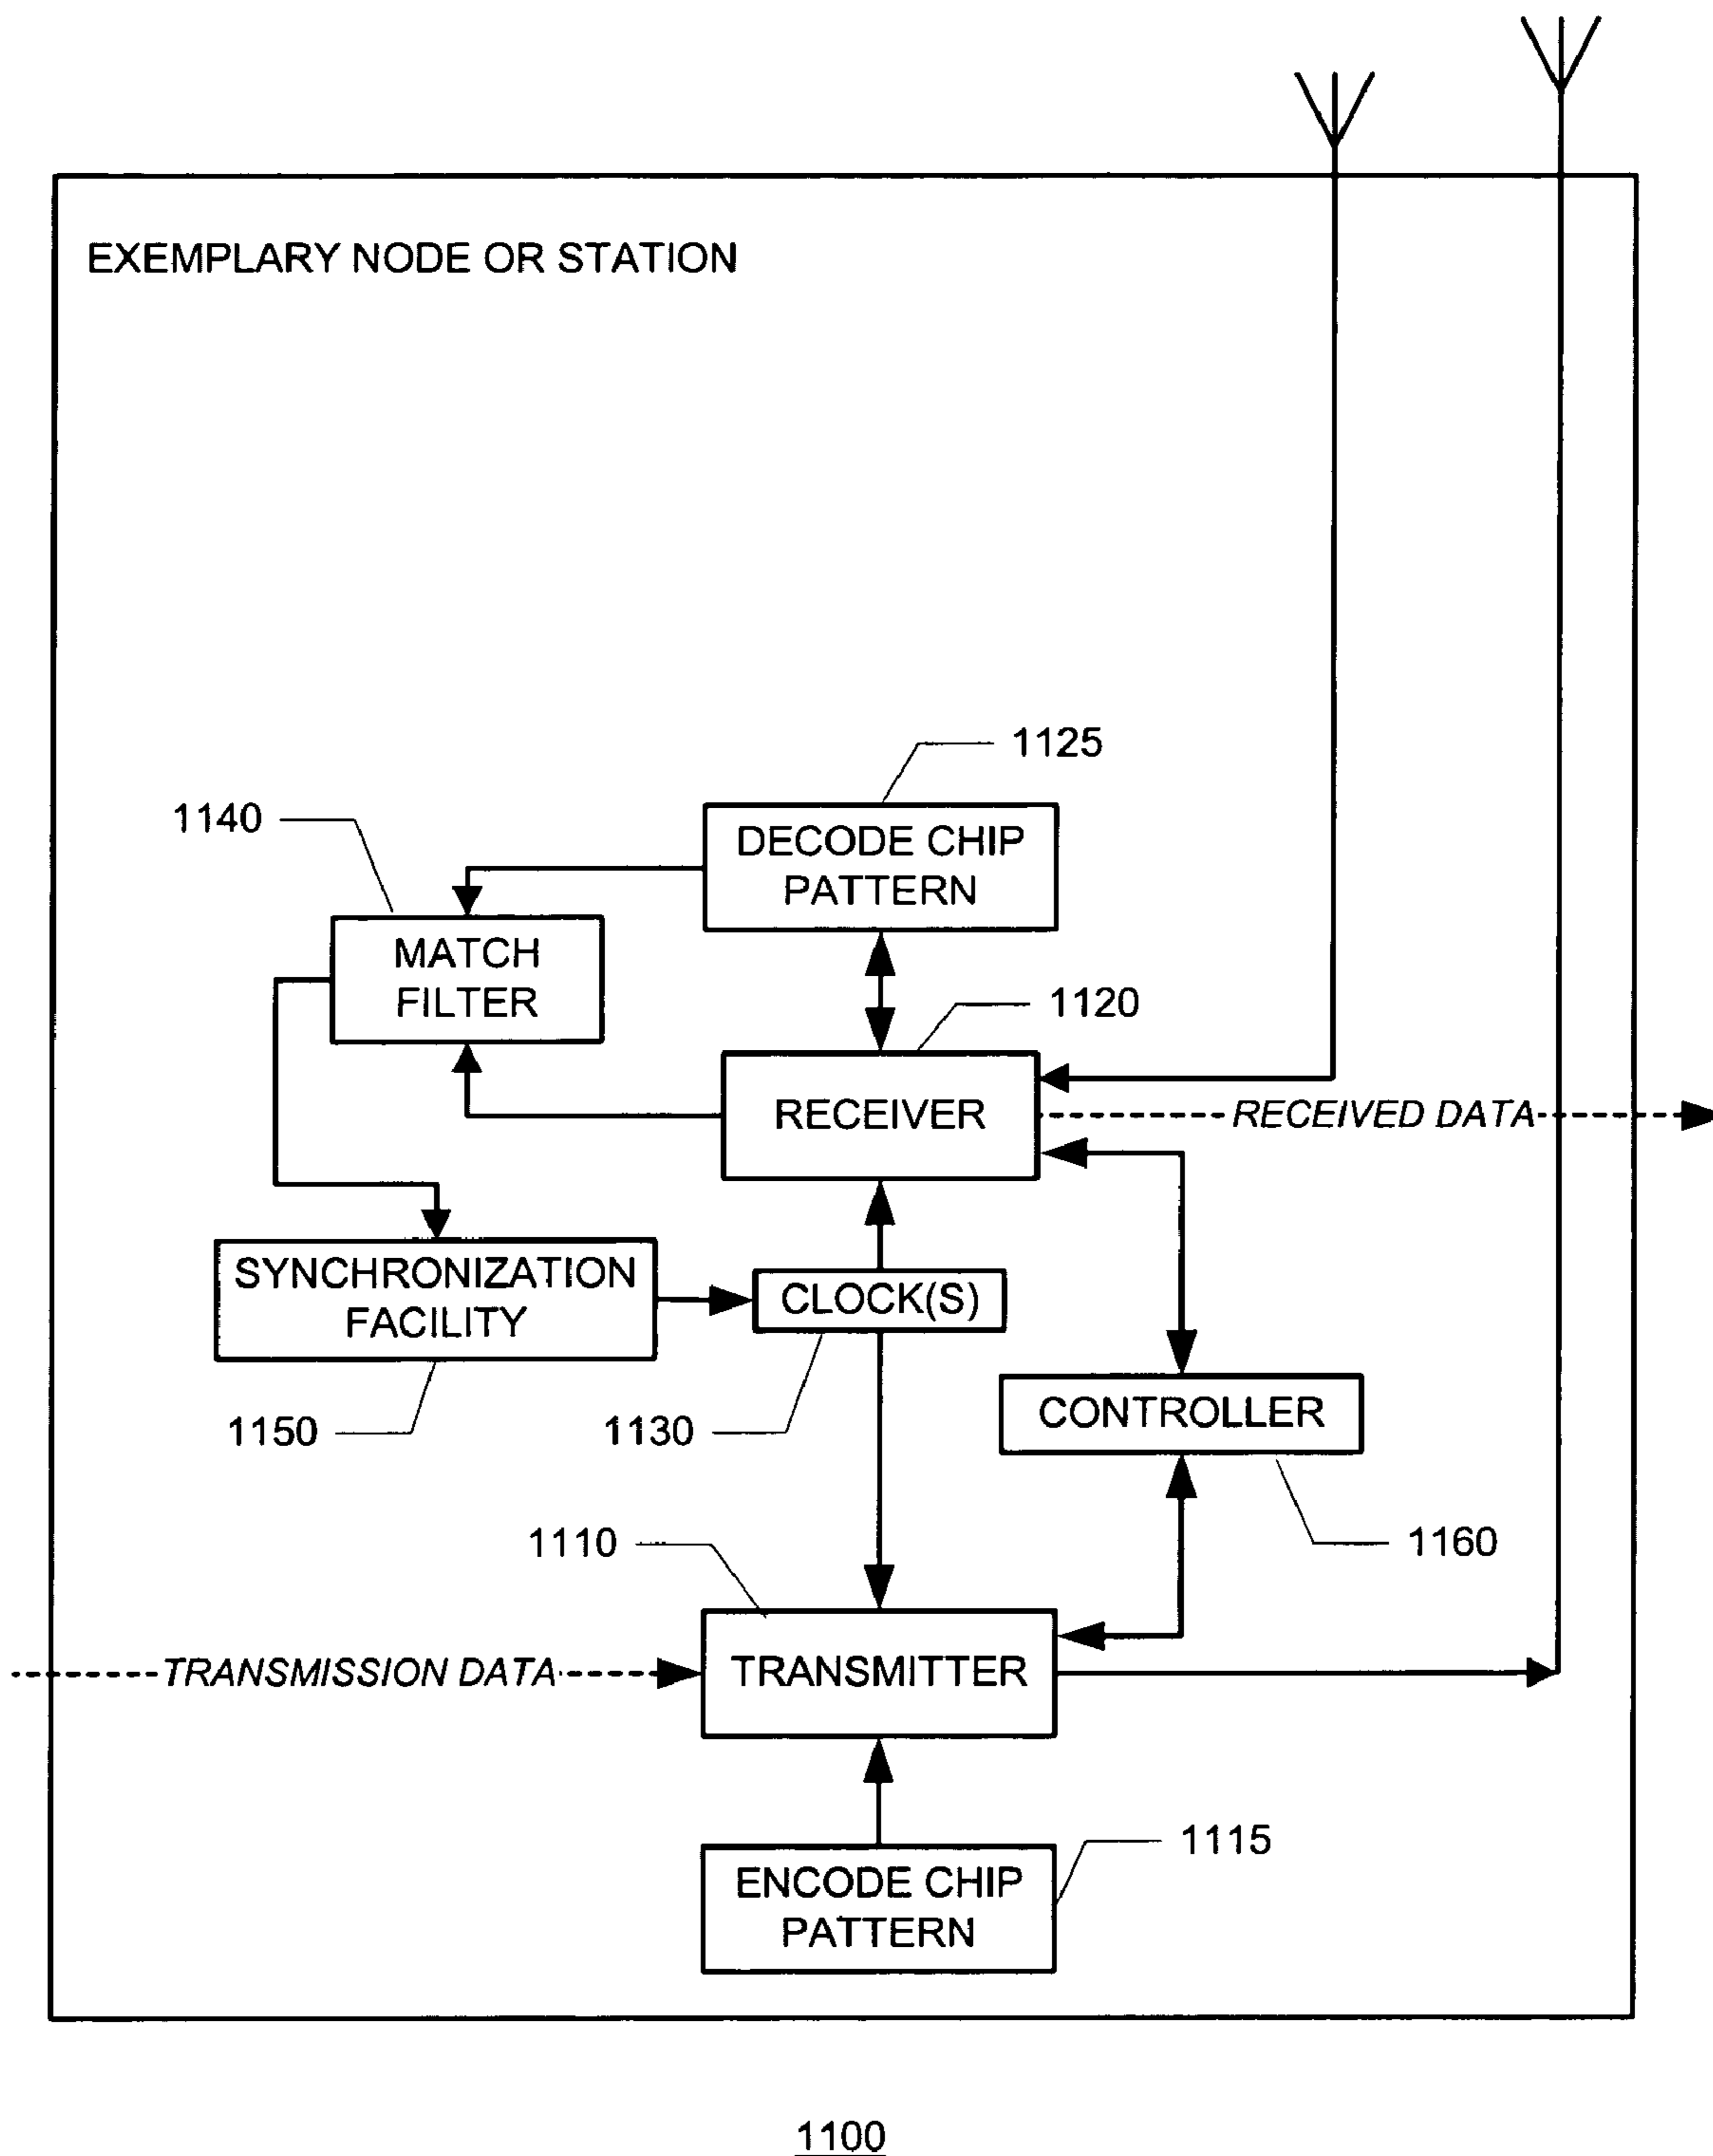 EXEMPLARY NODE OR STATION
1125
1140
DECODE CHIP
PATTERN
MATCH
FILTER
1120
RECEIVER
RECEIVED DATA
SYNCHRONIZATION
FACILITY
CLOCK(S)
CONTROLLER
1150
1130
1110
1160
TRANSMISSION DATA
TRANSMITTER
1115
ENCODE CHIP
PATTERN
1100